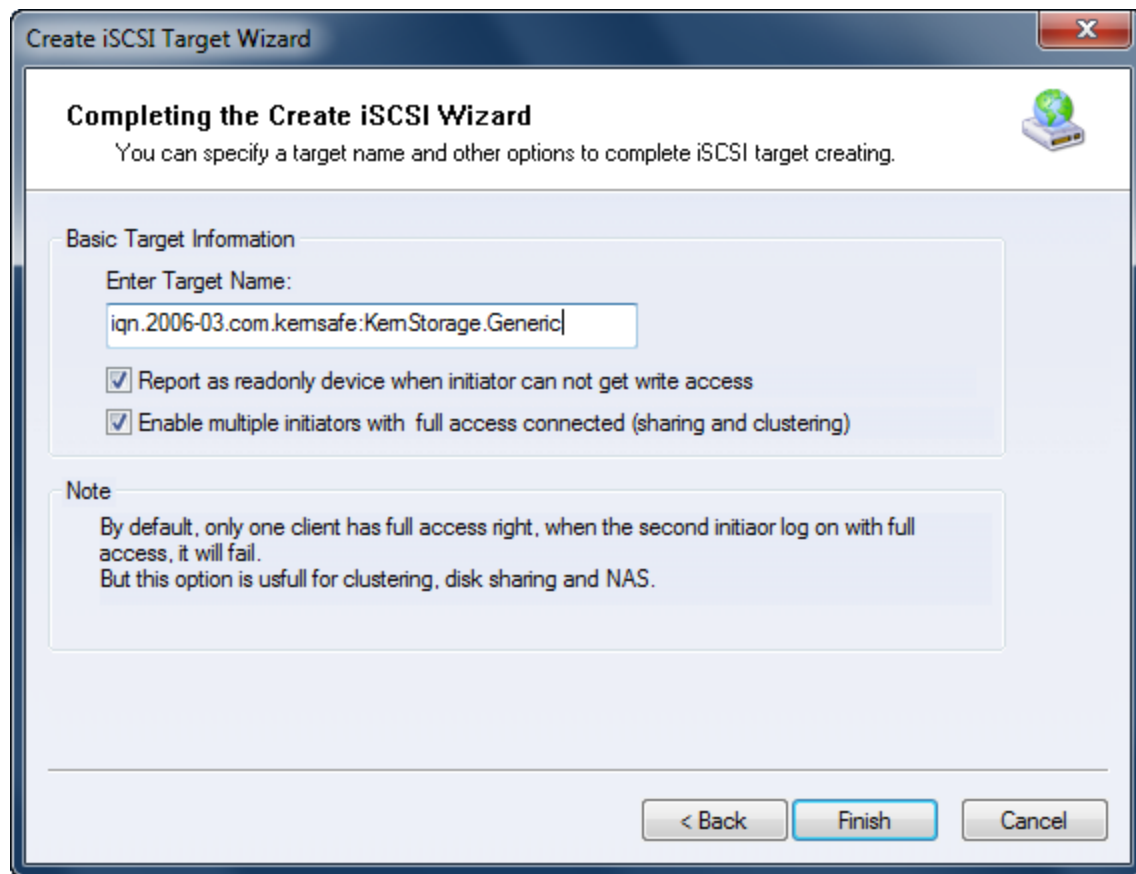 Create iSCSI Target Wizard
Completing the Create iSCSI Wizard
You can specify a target name and other options to complete iSCSI target creating.
Basic Target Information
Enter Target Name:
iqn.2006-03.com.kernsafe:KernStorage.Generic
Report as readonly device when initiator can not get write access
Enable multiple initiators with full access connected (sharing and clustering)
Note
By default, only one client has full access right, when the second initiaor log on with full
access, it will fail.
But this option is usfull for clustering, disk sharing and NAS.
< Back
Finish
Cancel